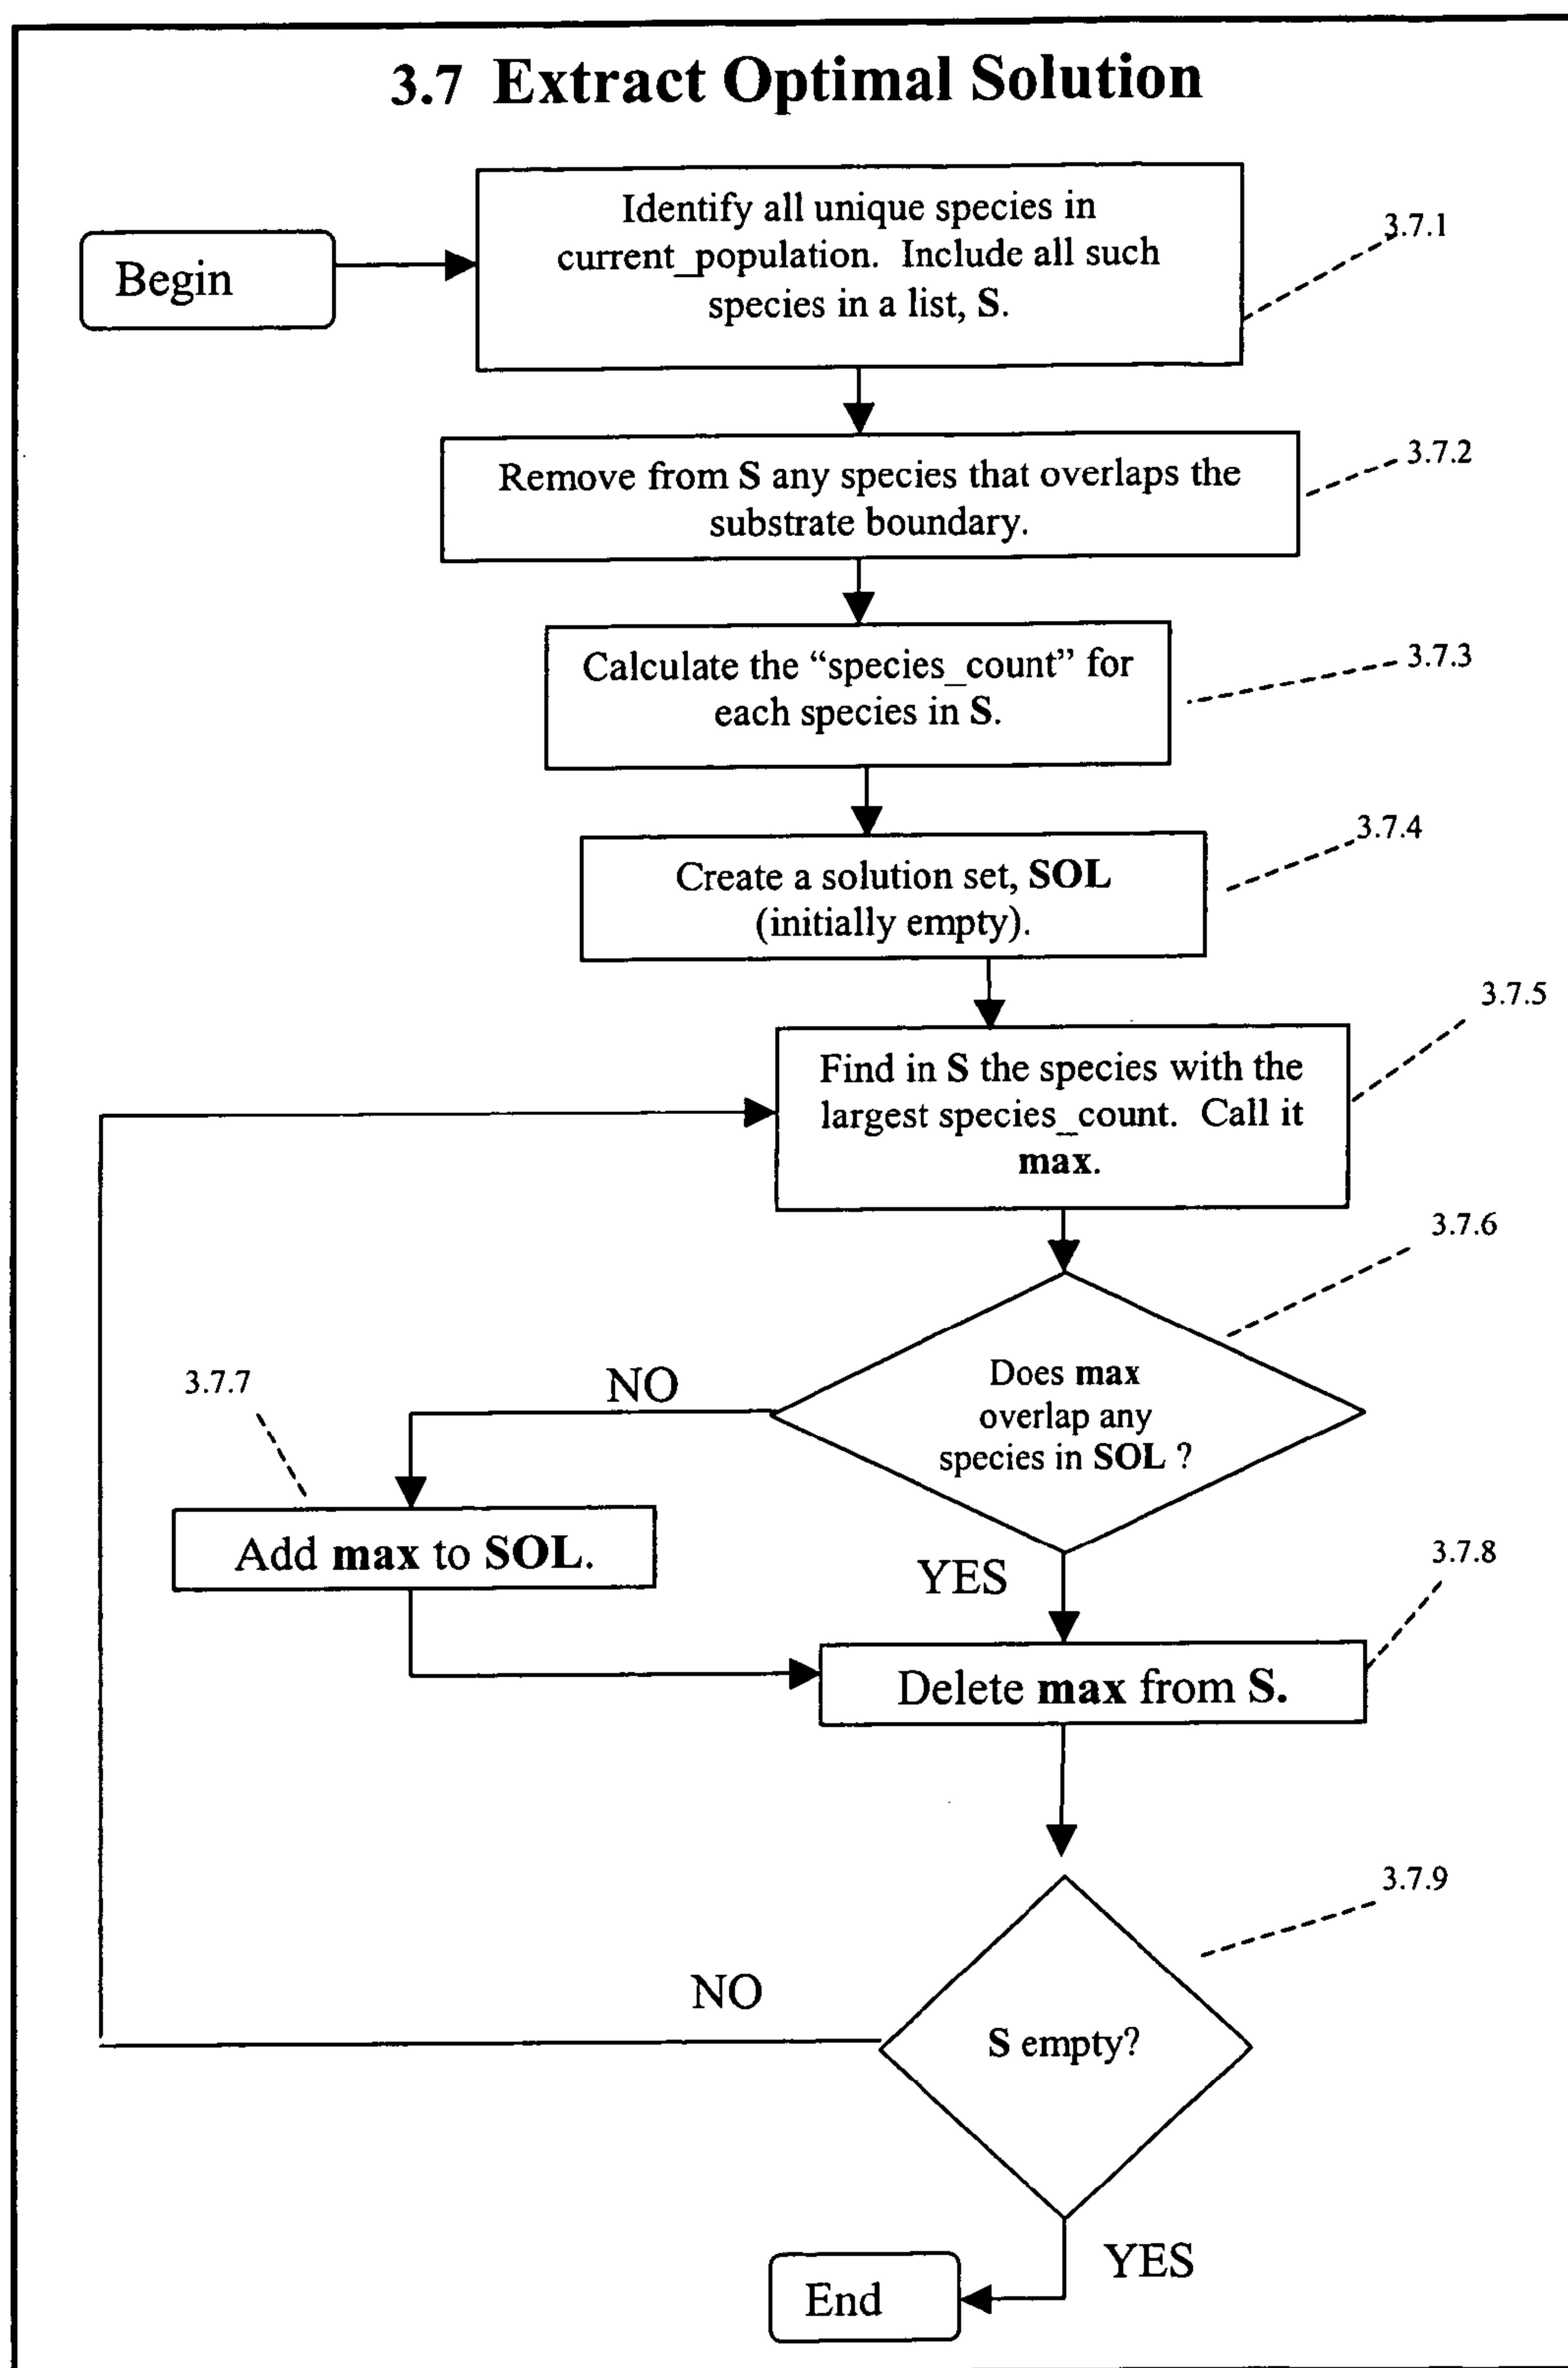 3.7 Extract Optimal Solution
Begin
Identify all unique species in
current_population. Include all such
species in a list, S.
3.7.1
Remove from S any species that overlaps the
substrate boundary.
3.7.2
Calculate the “species_count” for
each species in S.
3.7.3
Create a solution set, SOL
(initially empty).
3.7.4
Find in S the species with the
largest species_count. Call it
max.
3.7.5
Does max
overlap any
species in SOL ?
3.7.6
NO
3.7.7
Add max to SOL.
YES
3.7.8
Delete max from S.
3.7.9
NO
S empty?
YES
End